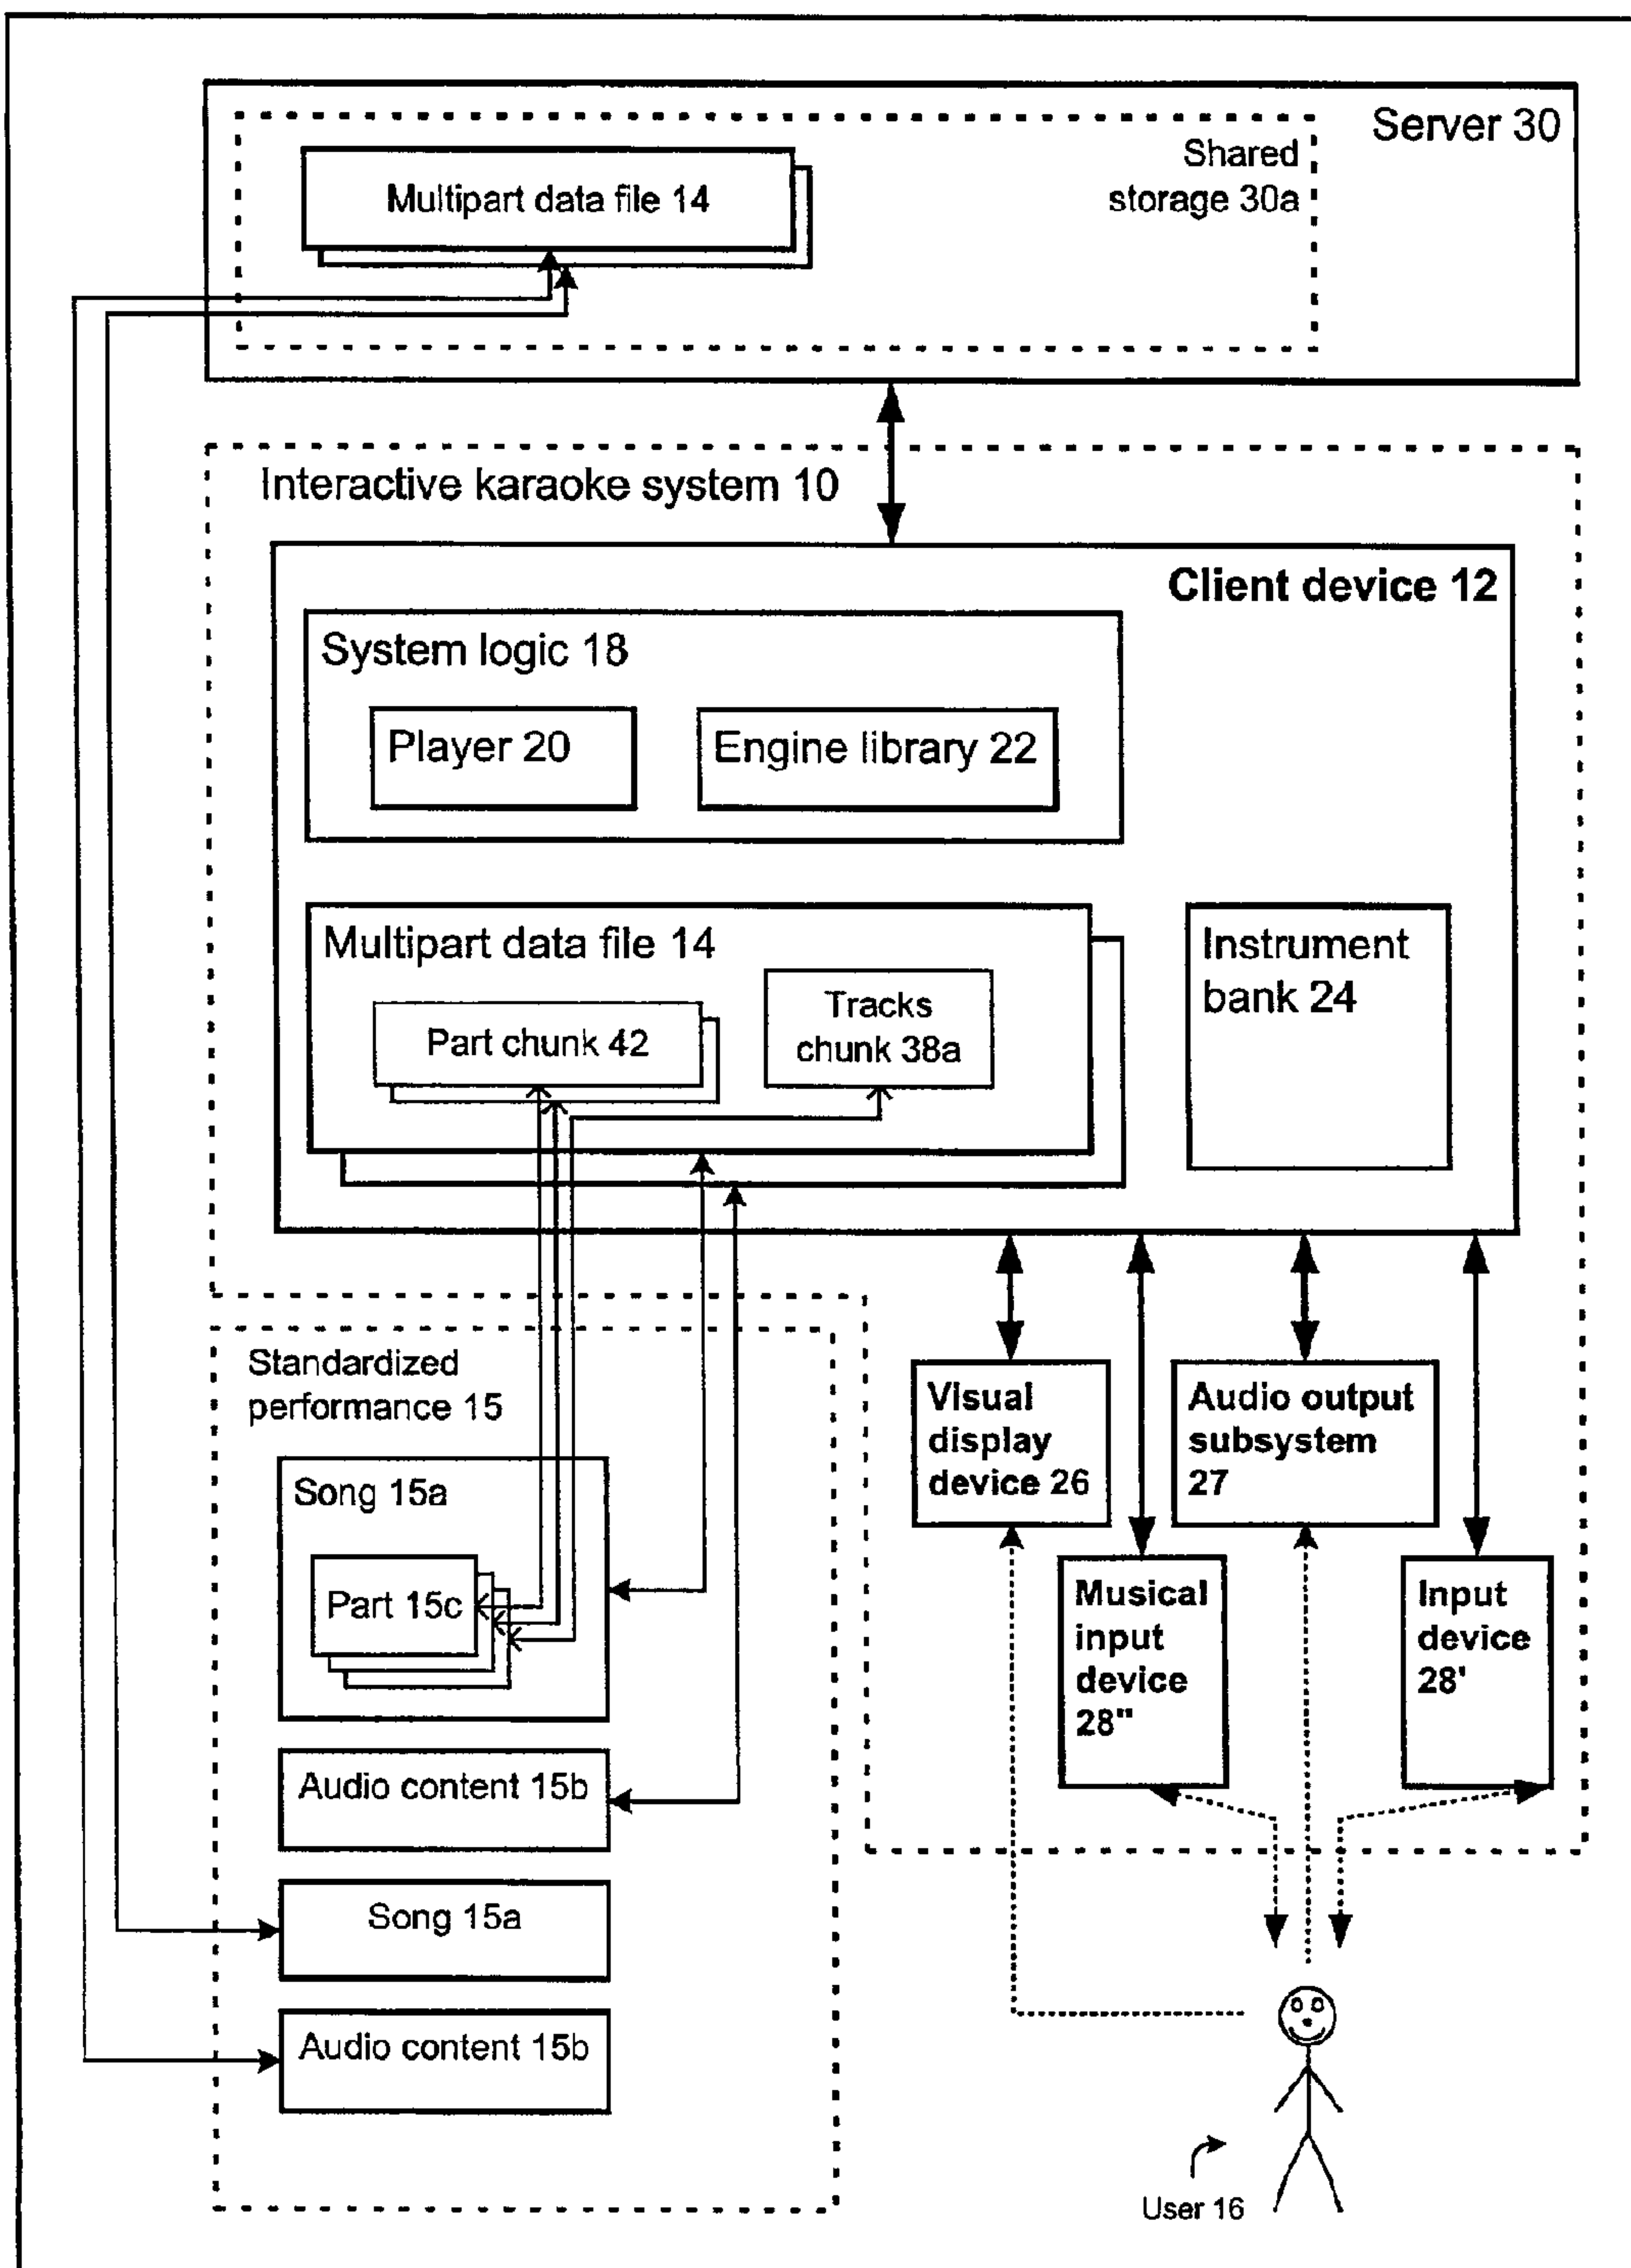 Server 30
Shared
storage 30a
Multipart data file 14
Interactive karaoke system 10
Client device 12
System logic 18
Player 20
Engine library 22
Multipart data file 14
Part chunk 42
Tracks
chunk 38a
Instrument
bank 24
Standardized
performance 15
Song 15a
Part 15c
Audio content 15b
Song 15a
Audio content 15b
Visual
display
device 26
Audio output
subsystem
27
Musical
input
device
28"
Input
device
28'
User 16